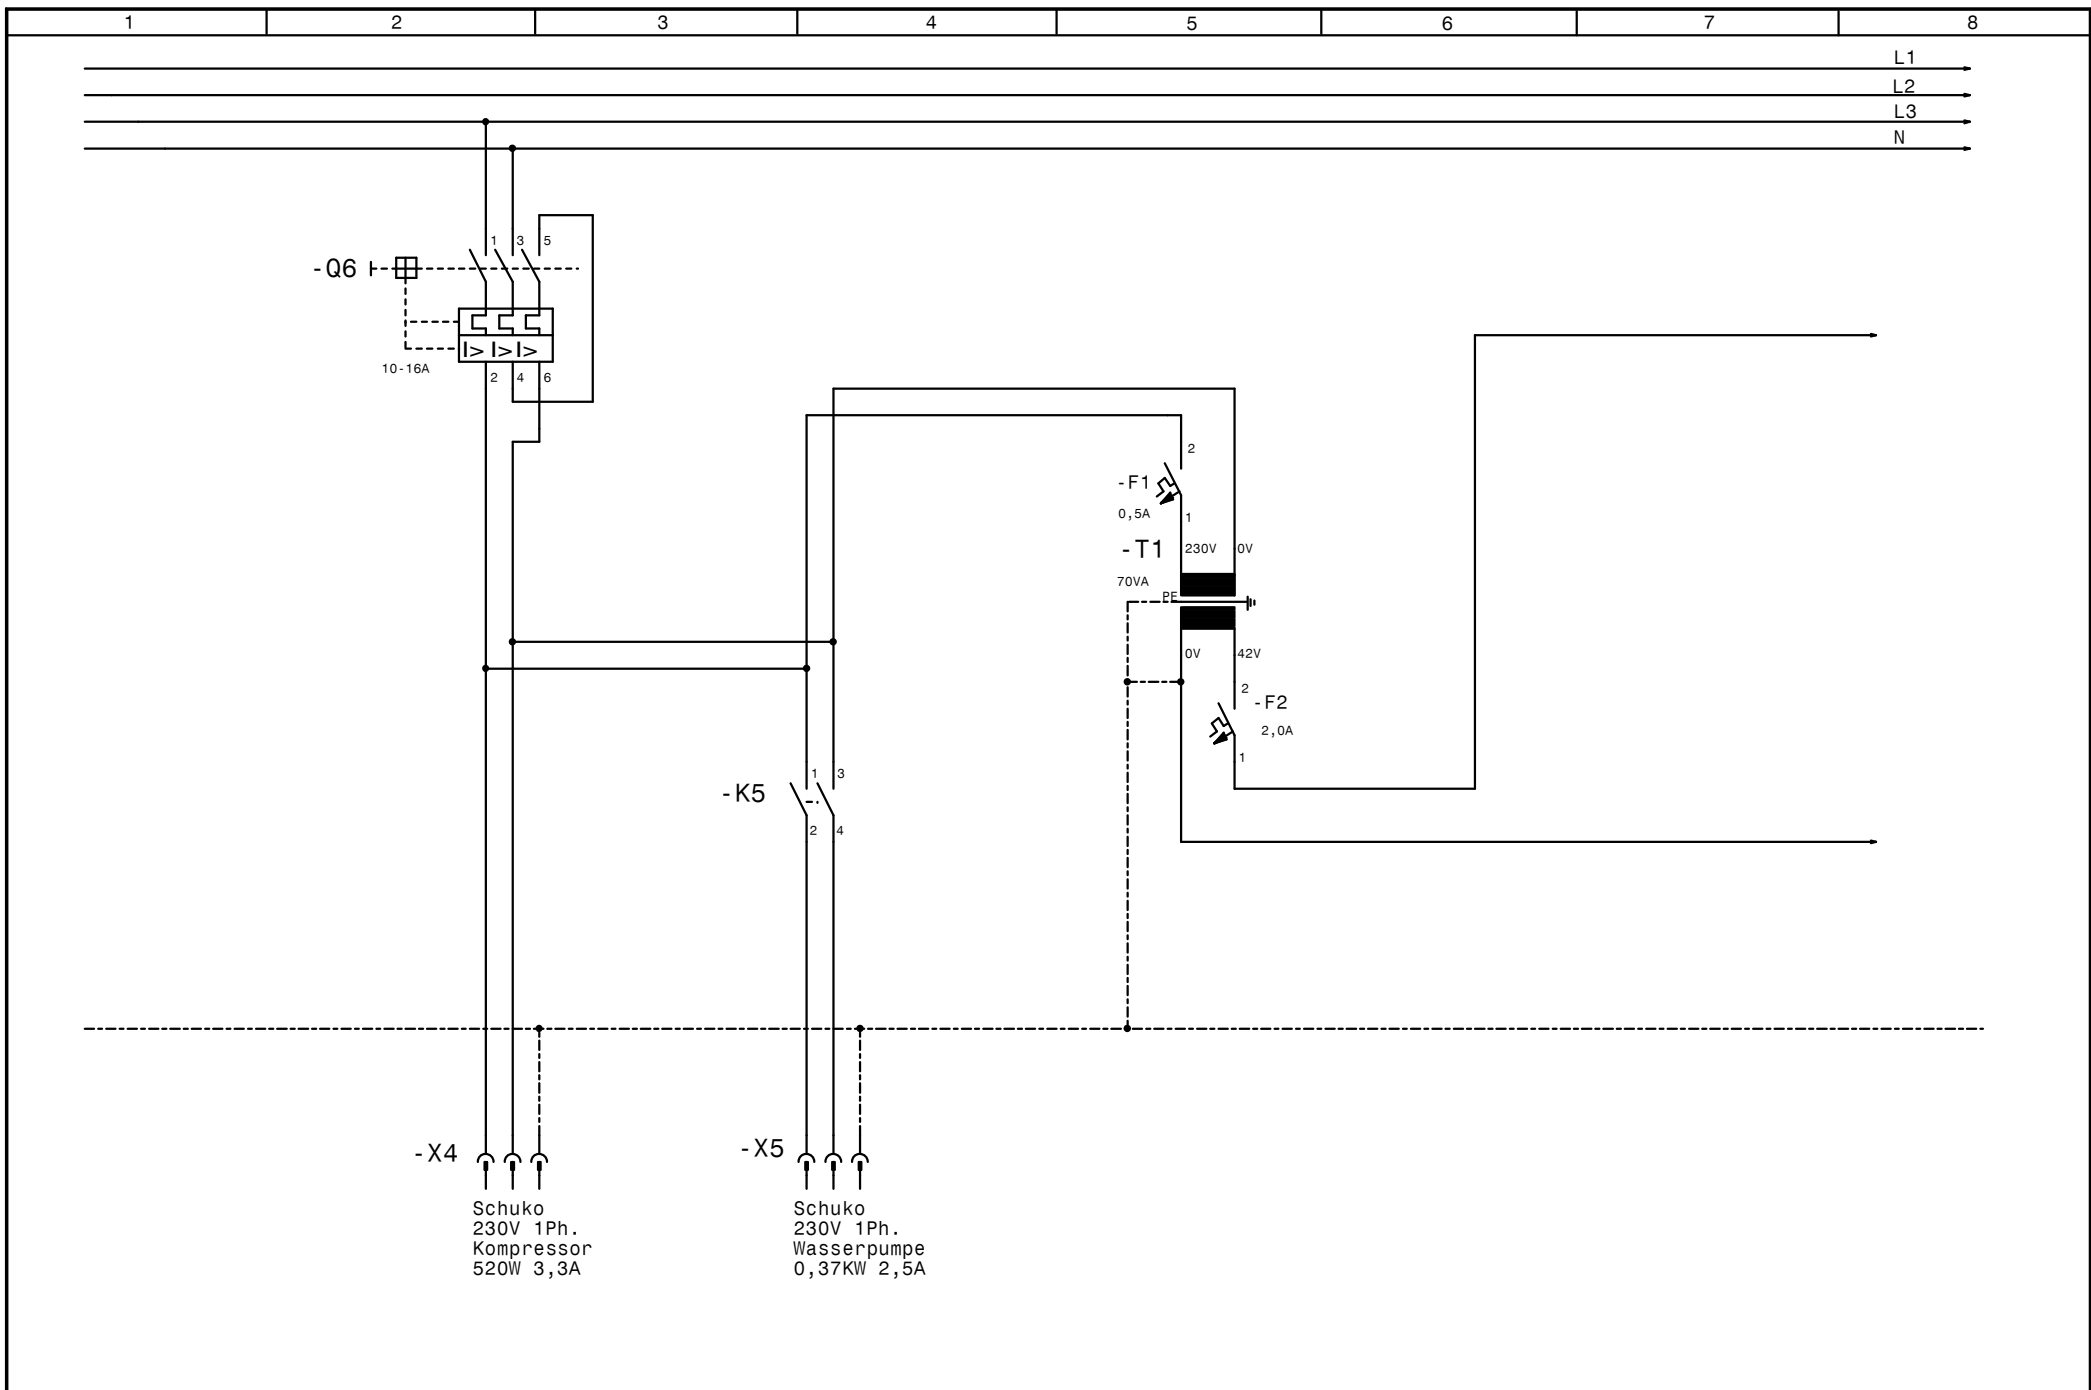 1 2 3 4 5 6 7 8
L1
L2
L3
N
1 3 5
-Q6
I> I> I>
10-16A
2 4 6
2
-F1
0,5A
1
-T1
230V 0V
70VA
PE
0V 42V
2
-F2
2,0A
1
1 3
-K5
2 4
-X4
Schuko
230V 1Ph.
Kompressor
520W 3,3A
-X5
Schuko
230V 1Ph.
Wasserpumpe
0,37KW 2,5A